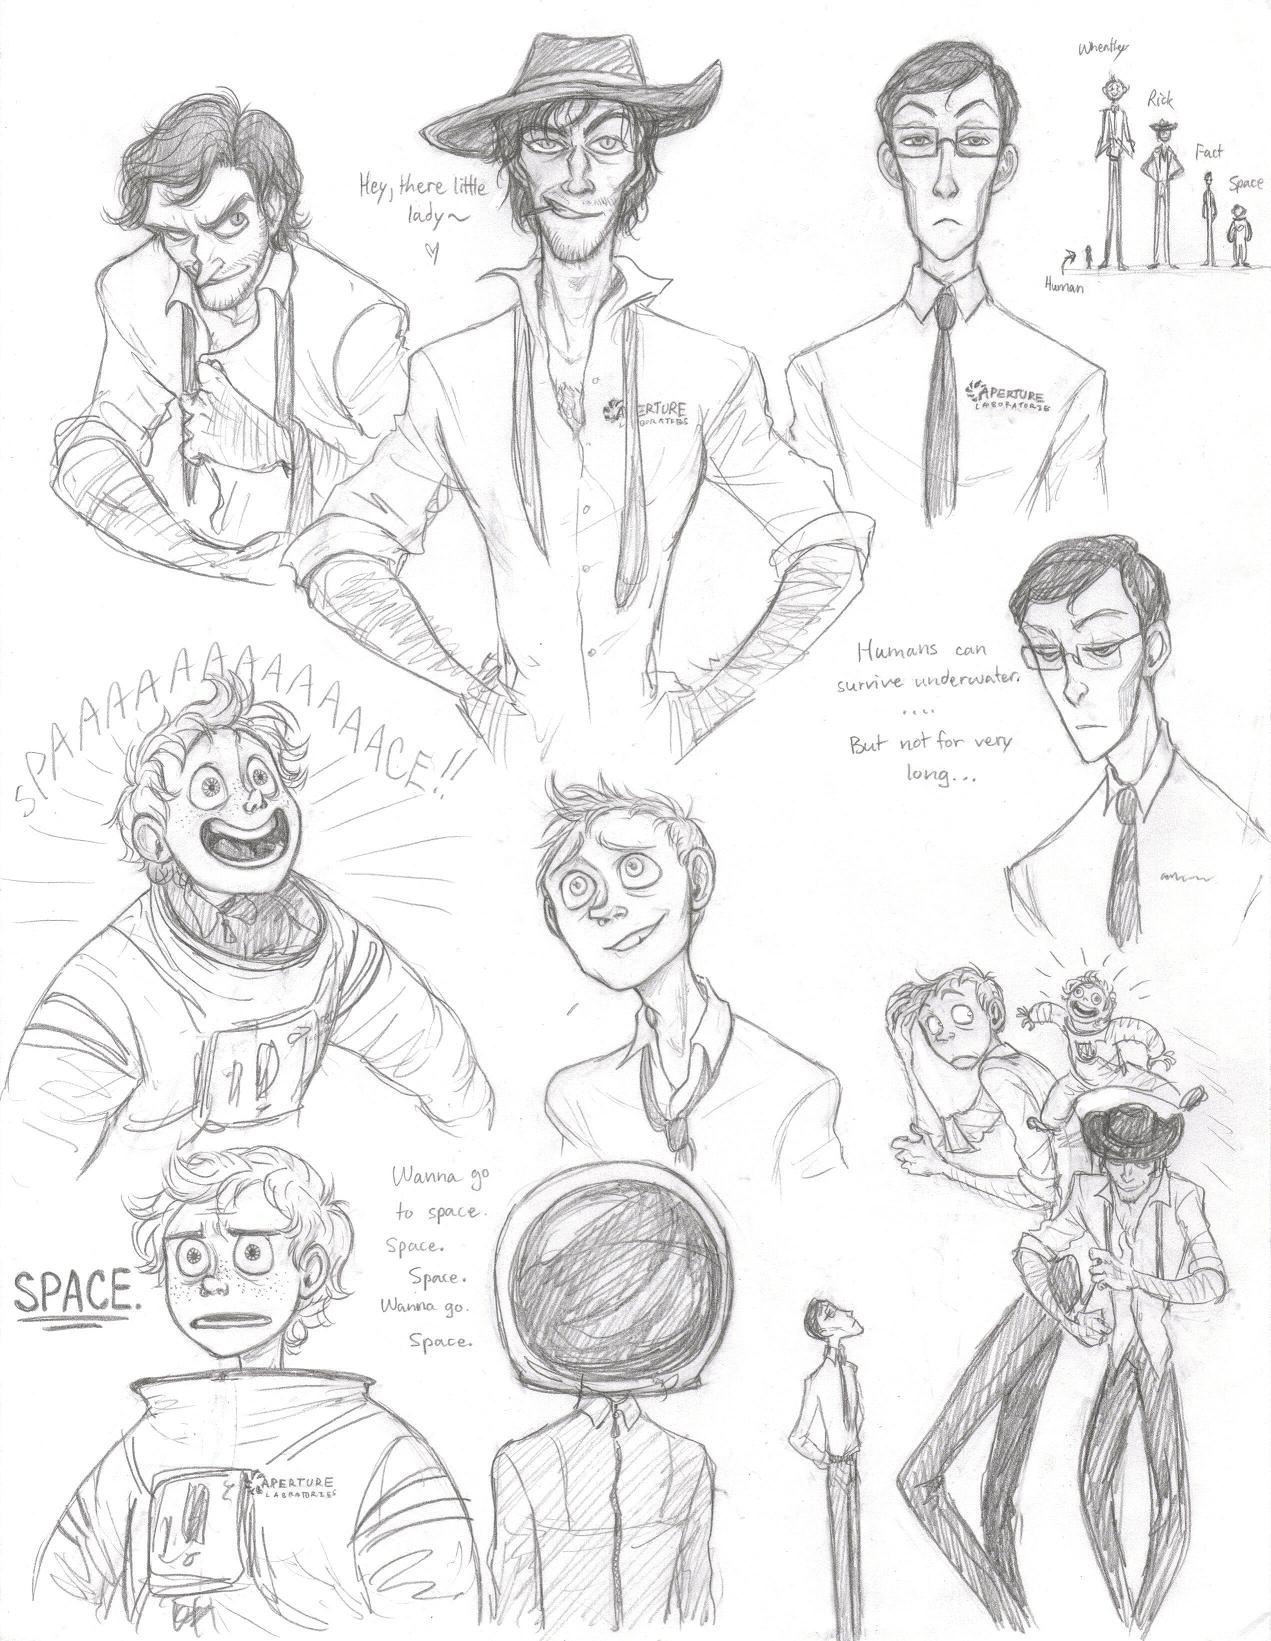 Wheatley
Rick
Fact
Space
Human
Hey, there little
lady~
APERTURE
LABORATORIES
APERTURE
LABORATORIES
Humans can
survive underwater.
....
But not for very
long...
SPAAAAAAAAAAAAACE!!
Wanna go
to space.
Space.
Space.
Wanna go.
Space.
SPACE.
APERTURE
LABRATORIES